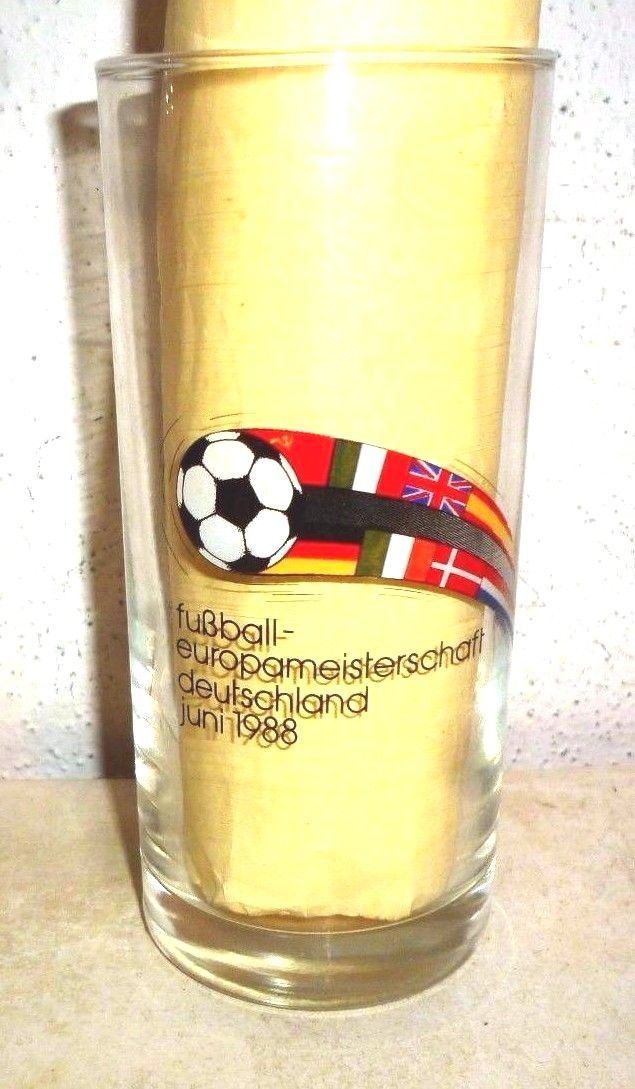 fußball-
europameisterschaft
deutschland
juni 1988